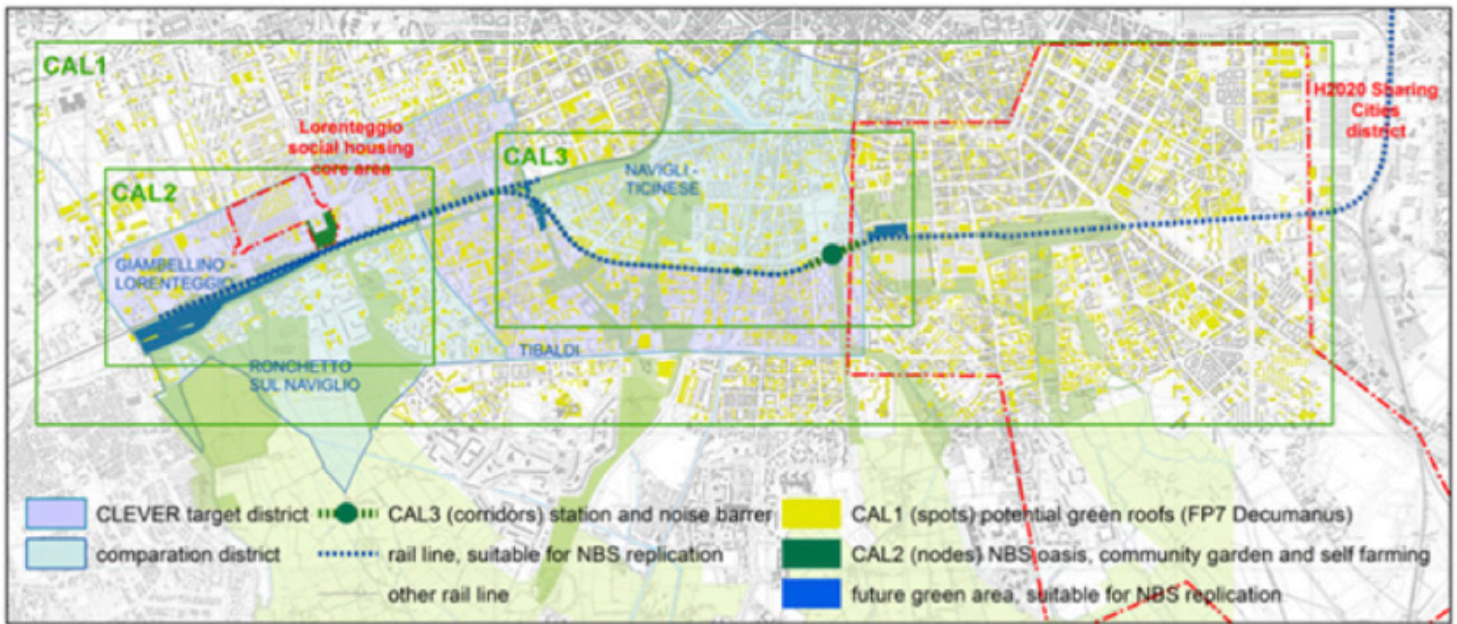 CAL1
H2020 Sharing
Cities
district
Lorenteggio
social housing
core area
CAL3
NAVIGLI -
TICINESE
CAL2
GIAMBELLINO -
LORENTEGGIO
TIBALDI
RONCHETTO
SUL NAVIGLIO
CLEVER target district
CAL3 (corridors) station and noise barrer
CAL1 (spots) potential green roofs (FP7 Decumanus)
comparation district
rail line, suitable for NBS replication
CAL2 (nodes) NBS oasis, community garden and self farming
other rail line
future green area, suitable for NBS replication